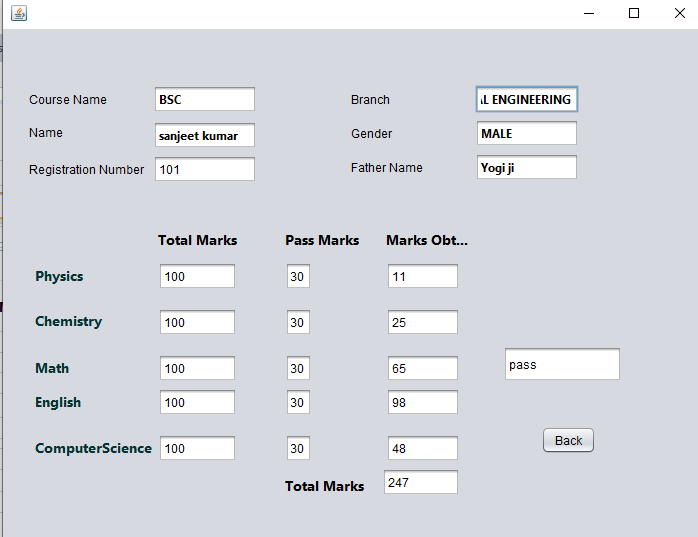 Course Name BSC Branch L ENGINEERING
Name sanjeet kumar Gender MALE
Registration Number 101 Father Name Yogi ji
Total Marks Pass Marks Marks Obt...
Physics 100 30 11
Chemistry 100 30 25
Math 100 30 65 pass
English 100 30 98
ComputerScience 100 30 48 Back
Total Marks 247